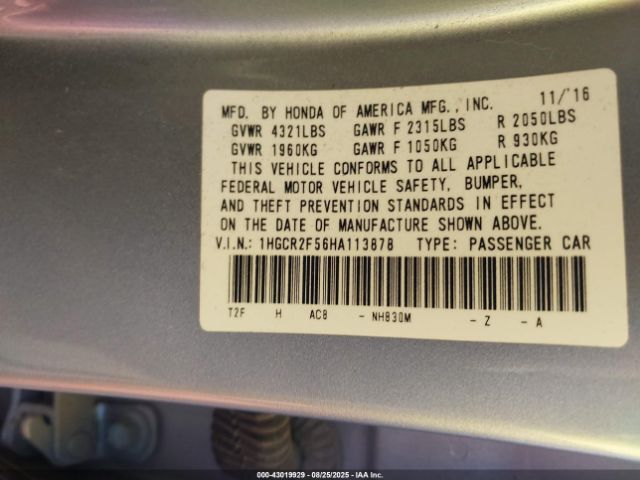 MFD. BY HONDA OF AMERICA MFG., INC. 11/'16
GVWR 4321LBS GAWR F 2315LBS R 2050LBS
GVWR 1960KG GAWR F 1050KG R 930KG
THIS VEHICLE CONFORMS TO ALL APPLICABLE
FEDERAL MOTOR VEHICLE SAFETY, BUMPER,
AND THEFT PREVENTION STANDARDS IN EFFECT
ON THE DATE OF MANUFACTURE SHOWN ABOVE.
V.I.N.: 1HGCR2F56HA113878 TYPE: PASSENGER CAR
T2F H AC8 - NH830M - Z - A
000-43019929 | 08/25/2025 | IAA Inc.